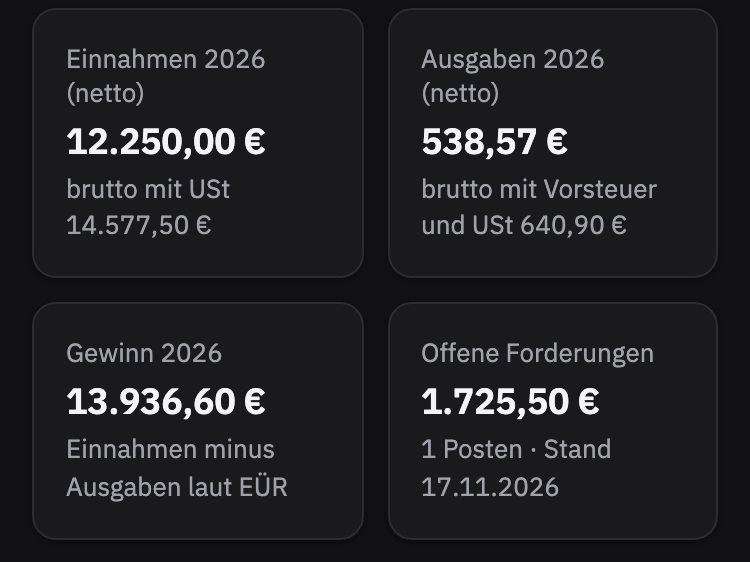 Einnahmen 2026
(netto)
12.250,00 €
brutto mit USt
14.577,50 €
Ausgaben 2026
(netto)
538,57 €
brutto mit Vorsteuer
und USt 640,90 €
Gewinn 2026
13.936,60 €
Einnahmen minus
Ausgaben laut EÜR
Offene Forderungen
1.725,50 €
1 Posten · Stand
17.11.2026